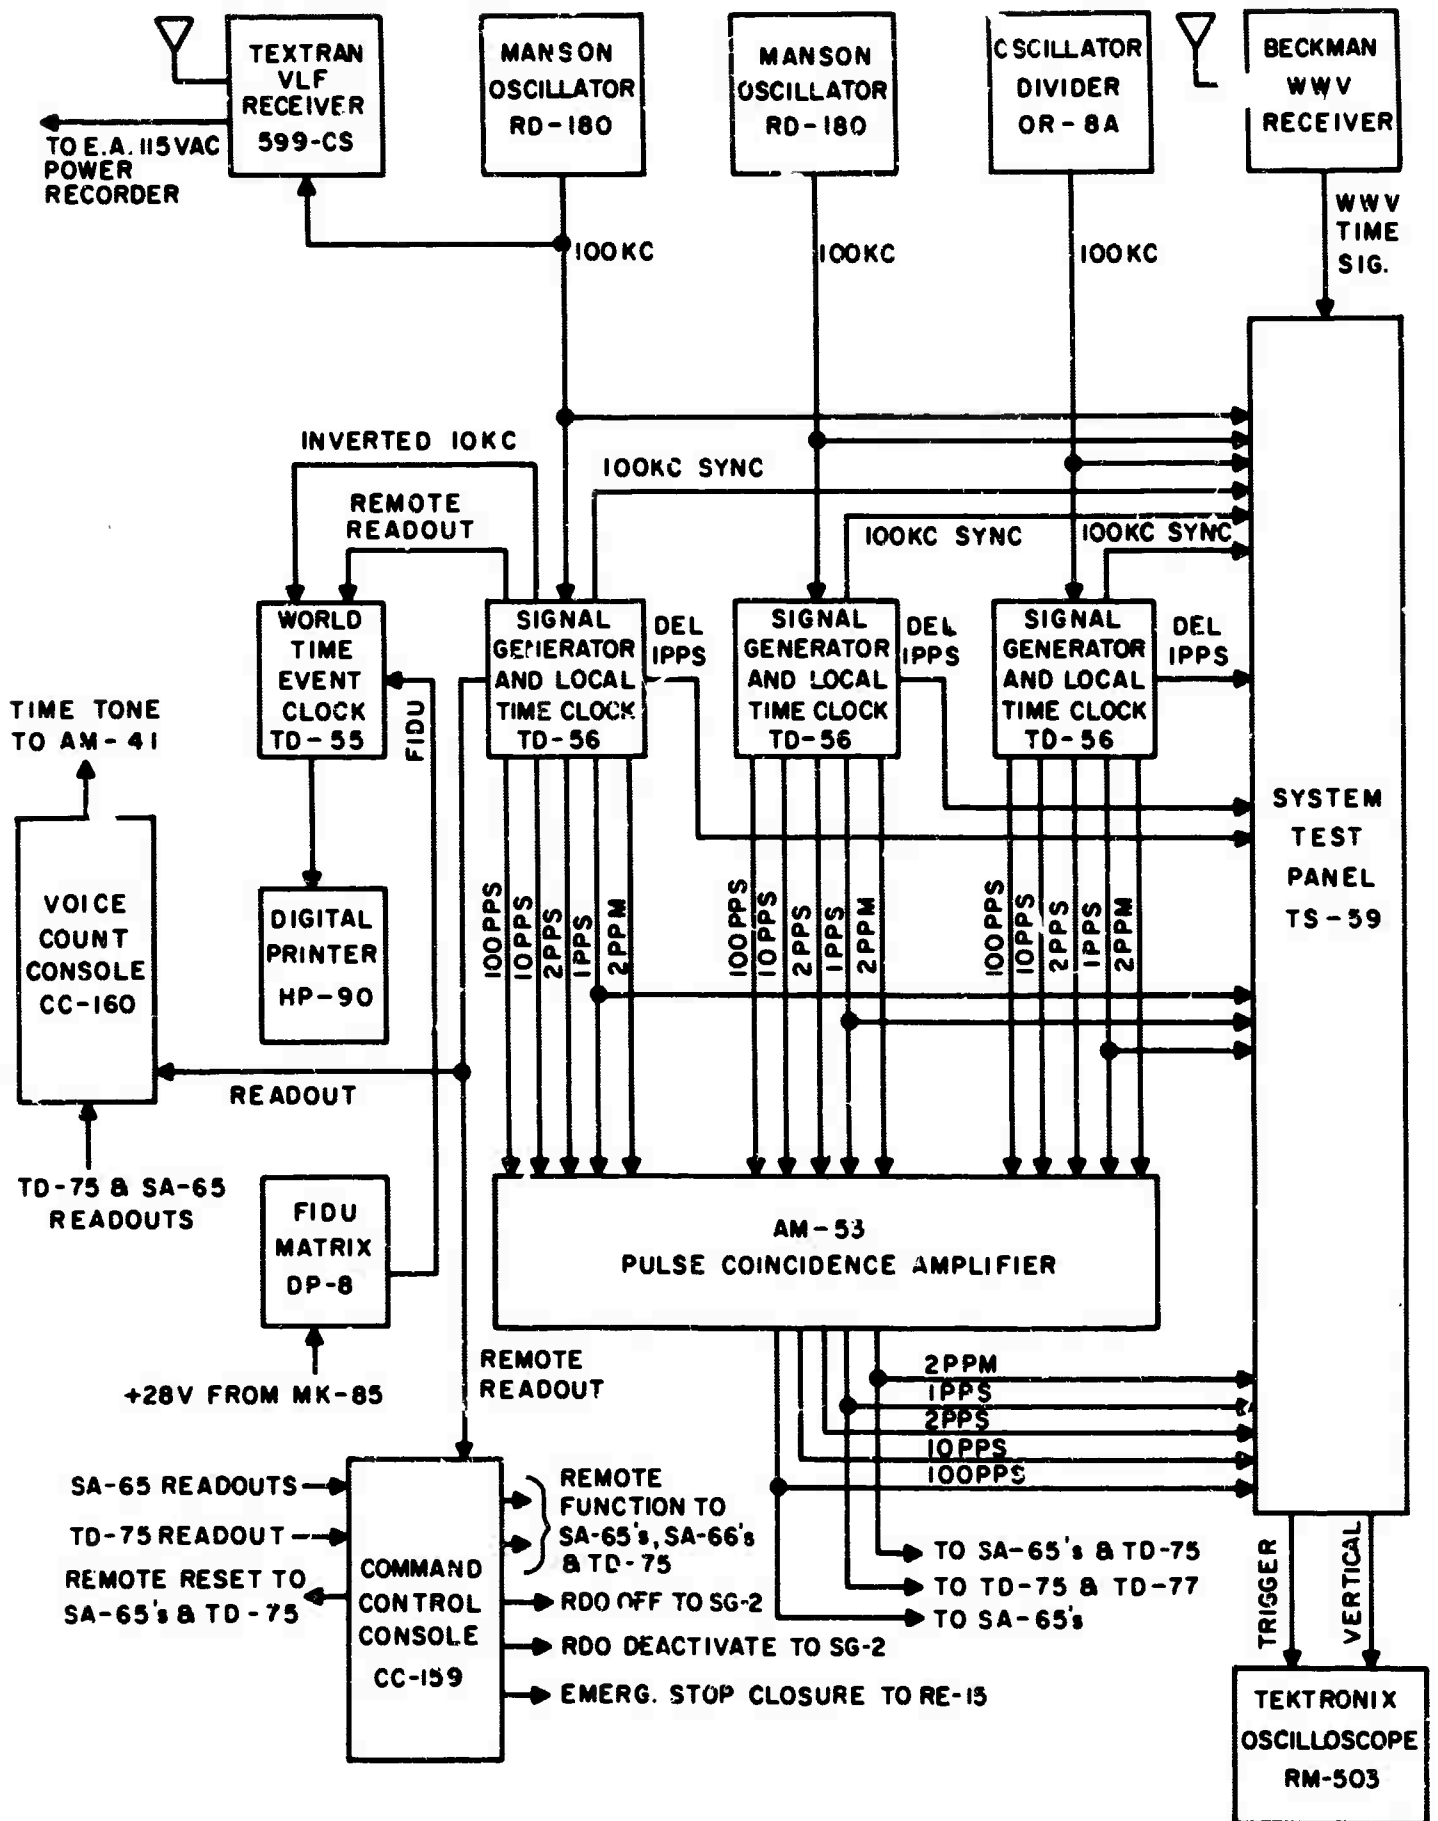 TEXTRAN
VLF
RECEIVER
599-CS
MANSON
OSCILLATOR
RD-180
MANSON
OSCILLATOR
RD-180
OSCILLATOR
DIVIDER
OR-8A
BECKMAN
WWV
RECEIVER
TO E.A. 115VAC
POWER
RECORDER
100KC
100KC
100KC
WWV
TIME
SIG.
INVERTED 10KC
100KC SYNC
REMOTE
READOUT
100KC SYNC
100KC SYNC
WORLD
TIME
EVENT
CLOCK
TD-55
SIGNAL
GENERATOR
AND LOCAL
TIME CLOCK
TD-56
DEL
1PPS
SIGNAL
GENERATOR
AND LOCAL
TIME CLOCK
TD-56
DEL
1PPS
SIGNAL
GENERATOR
AND LOCAL
TIME CLOCK
TD-56
DEL
1PPS
FIDU
TIME TONE
TO AM-41
SYSTEM
TEST
PANEL
TS-59
VOICE
COUNT
CONSOLE
CC-160
DIGITAL
PRINTER
HP-90
100PPS
10PPS
2PPS
1PPS
2PPM
100PPS
10PPS
2PPS
1PPS
2PPM
100PPS
10PPS
2PPS
1PPS
2PPM
READOUT
TD-75 & SA-65
READOUTS
FIDU
MATRIX
DP-8
AM-53
PULSE COINCIDENCE AMPLIFIER
+28V FROM MK-85
REMOTE
READOUT
2PPM
1PPS
2PPS
10PPS
100PPS
SA-65 READOUTS
TD-75 READOUT
REMOTE RESET TO
SA-65's & TD-75
COMMAND
CONTROL
CONSOLE
CC-159
REMOTE
FUNCTION TO
SA-65's, SA-66's
& TD-75
RDO OFF TO SG-2
RDO DEACTIVATE TO SG-2
EMERG. STOP CLOSURE TO RE-15
TO SA-65's & TD-75
TO TD-75 & TD-77
TO SA-65's
TRIGGER
VERTICAL
TEKTRONIX
OSCILLOSCOPE
RM-503